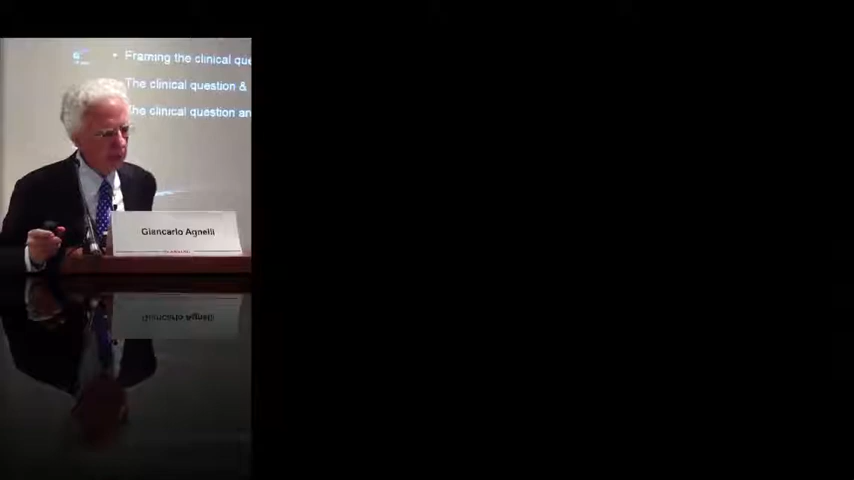 • Framing the clinical que
The clinical question &
The clinical question an
Giancarlo Agnelli